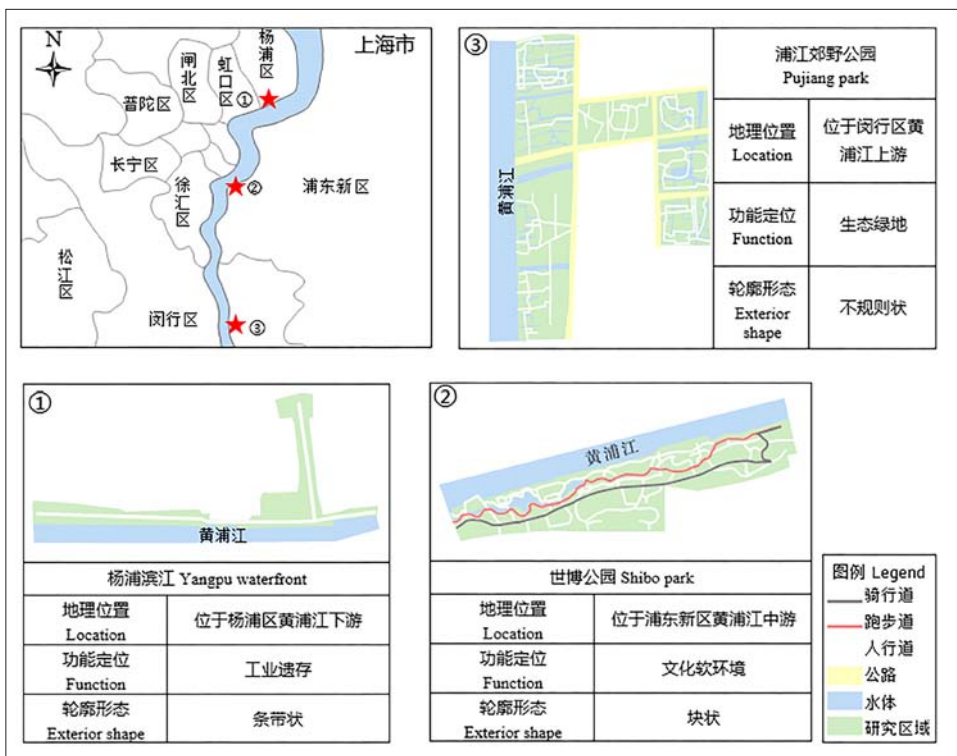 N
上海市
杨浦区
虹口区
闸北区
①
普陀区
长宁区
徐汇区
②
浦东新区
松江区
闵行区
③
③
黄浦江
浦江郊野公园
Pujiang park
地理位置
Location
位于闵行区黄
浦江上游
功能定位
Function
生态绿地
轮廓形态
Exterior
shape
不规则状
①
黄浦江
杨浦滨江 Yangpu waterfront
地理位置
Location
位于杨浦区黄浦江下游
功能定位
Function
工业遗存
轮廓形态
Exterior shape
条带状
②
黄浦江
世博公园 Shibo park
地理位置
Location
位于浦东新区黄浦江中游
功能定位
Function
文化软环境
轮廓形态
Exterior shape
块状
图例 Legend
骑行道
跑步道
人行道
公路
水体
研究区域